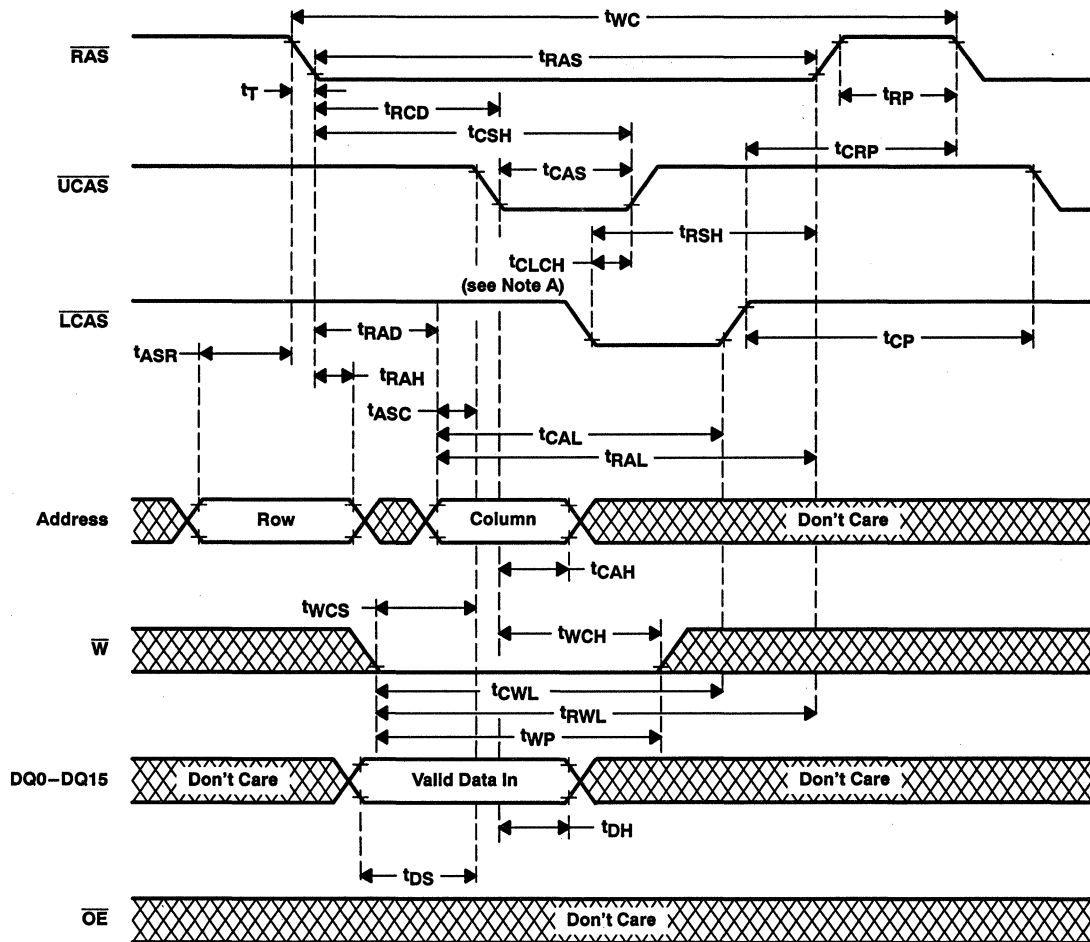 tWC
RAS
tRAS
tT
tRP
tRCD
tCSH
tCRP
UCAS
tCAS
tRSH
tCLCH
(see Note A)
LCAS
tRAD
tCP
tASR
tRAH
tASC
tCAL
tRAL
Address
Row
Column
Don't Care
tCAH
tWCS
tWCH
W
tCWL
tRWL
tWP
DQ0–DQ15
Don't Care
Valid Data In
Don't Care
tDH
tDS
OE
Don't Care